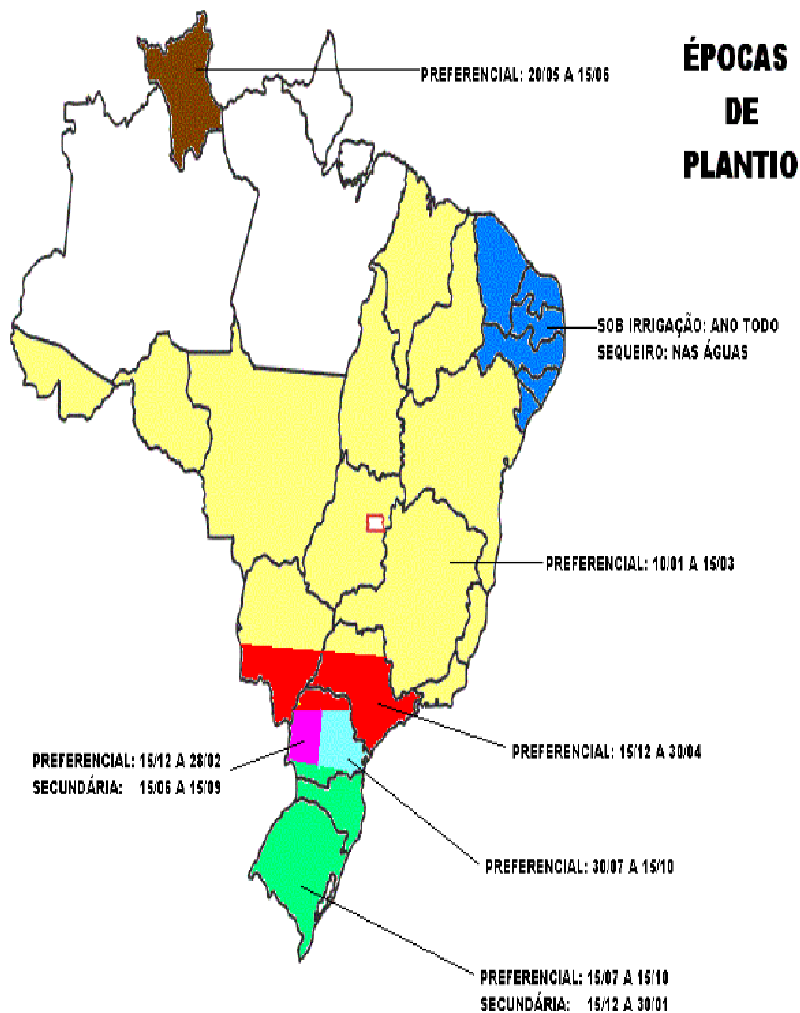 ÉPOCAS
DE
PLANTIO
PREFERENCIAL: 20/05 A 15/06
SOB IRRIGAÇÃO: ANO TODO
SEQUEIRO: NAS ÁGUAS
PREFERENCIAL: 10/01 A 15/03
PREFERENCIAL: 15/12 A 30/04
PREFERENCIAL: 15/12 A 28/02
SECUNDÁRIA: 15/06 A 15/09
PREFERENCIAL: 30/07 A 15/10
PREFERENCIAL: 15/07 A 15/10
SECUNDÁRIA: 15/12 A 30/01